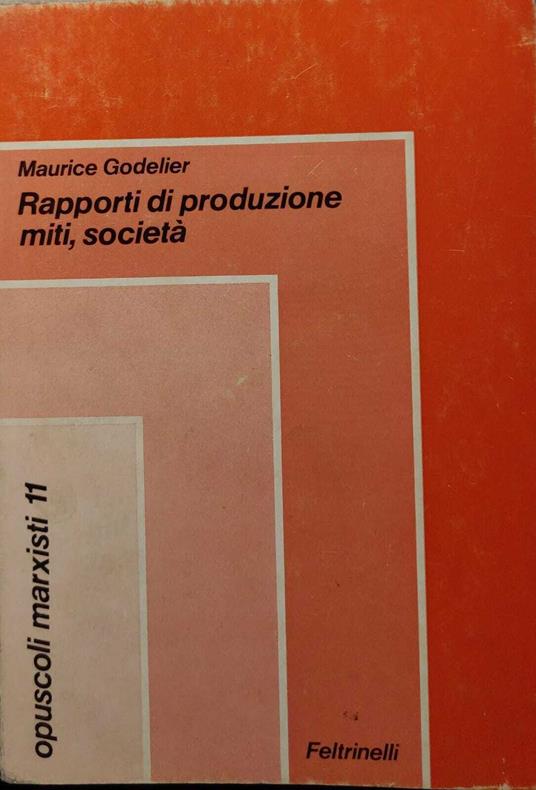 Maurice Godelier
Rapporti di produzione
miti, società
opuscoli marxisti 11
Feltrinelli